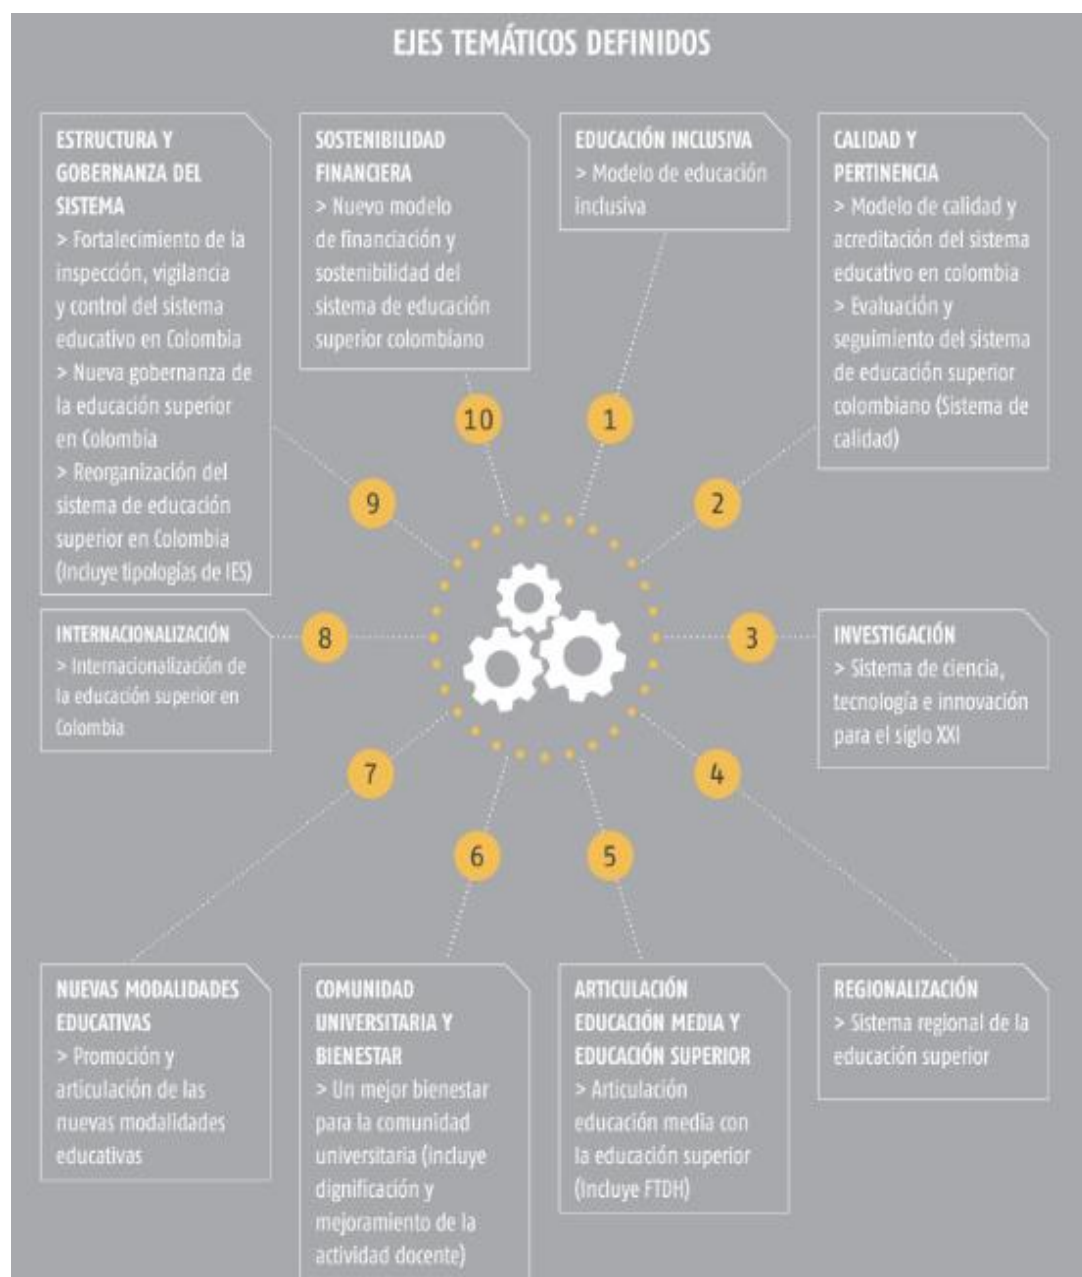 EJES TEMÁTICOS DEFINIDOS
ESTRUCTURA Y
GOBERNANZA DEL
SISTEMA
> Fortalecimiento de la
inspección, vigilancia
y control del sistema
educativo en Colombia
> Nueva gobernanza de
la educación superior
en Colombia
> Reorganización del
sistema de educación
superior en Colombia
(Incluye tipologías de IES)
SOSTENIBILIDAD
FINANCIERA
> Nuevo modelo
de financiación y
sostenibilidad del
sistema de educación
superior colombiano
EDUCACIÓN INCLUSIVA
> Modelo de educación
inclusiva
CALIDAD Y
PERTINENCIA
> Modelo de calidad y
acreditación del sistema
educativo en colombia
> Evaluación y
seguimiento del sistema
de educación superior
colombiano (Sistema de
calidad)
10
1
9
2
INTERNACIONALIZACIÓN
> Internacionalización de
la educación superior en
Colombia
8
3
INVESTIGACIÓN
> Sistema de ciencia,
tecnología e innovación
para el siglo XXI
7
4
6
5
NUEVAS MODALIDADES
EDUCATIVAS
> Promoción y
articulación de las
nuevas modalidades
educativas
COMUNIDAD
UNIVERSITARIA Y
BIENESTAR
> Un mejor bienestar
para la comunidad
universitaria (incluye
dignificación y
mejoramiento de la
actividad docente)
ARTICULACIÓN
EDUCACIÓN MEDIA Y
EDUCACIÓN SUPERIOR
> Articulación
educación media con
la educación superior
(Incluye FTDH)
REGIONALIZACIÓN
> Sistema regional de la
educación superior